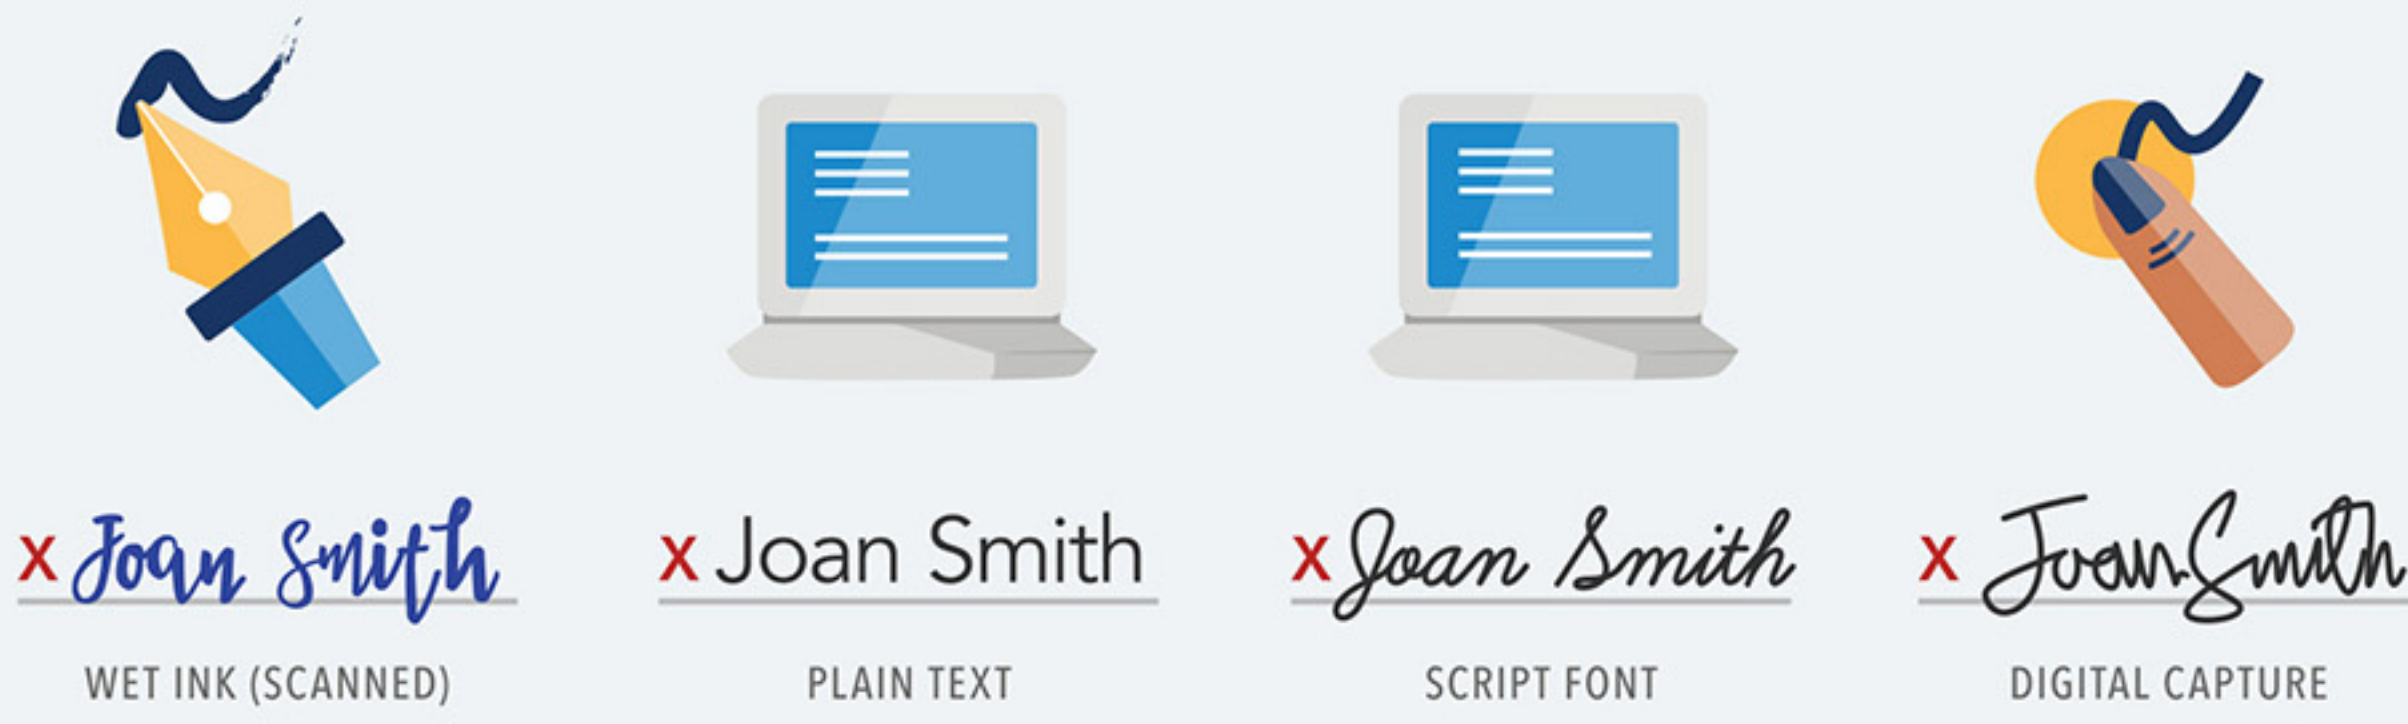 x Joan Smith
x Joan Smith
x Joan Smith
x Joan Smith
WET INK (SCANNED)
PLAIN TEXT
SCRIPT FONT
DIGITAL CAPTURE